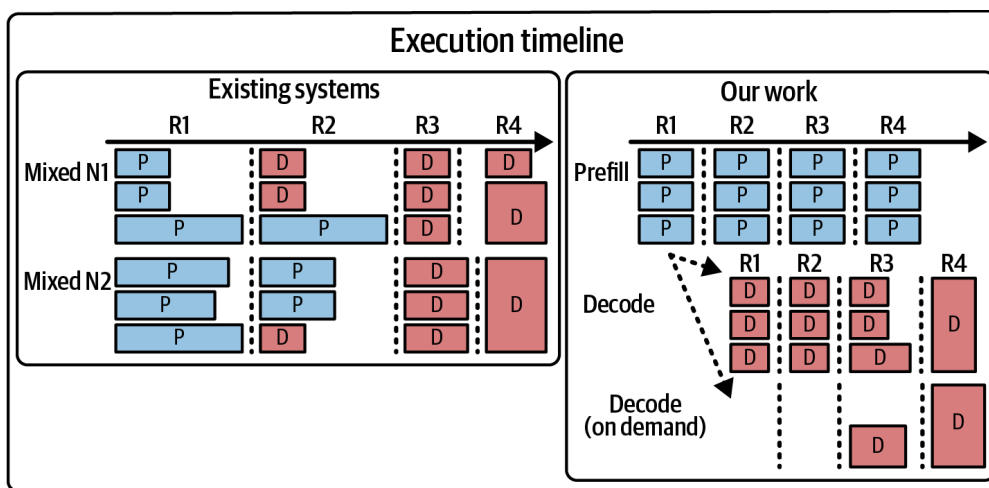 Execution timeline
Existing systems
R1 R2 R3 R4
Mixed N1
P D D D
P D D D
P P D
Mixed N2
P P D D
P P D
P D D
Our work
R1 R2 R3 R4
Prefill
P P P P
P P P P
P P P P
R1 R2 R3 R4
Decode
D D D D
D D D
D D D
Decode
(on demand)
D D